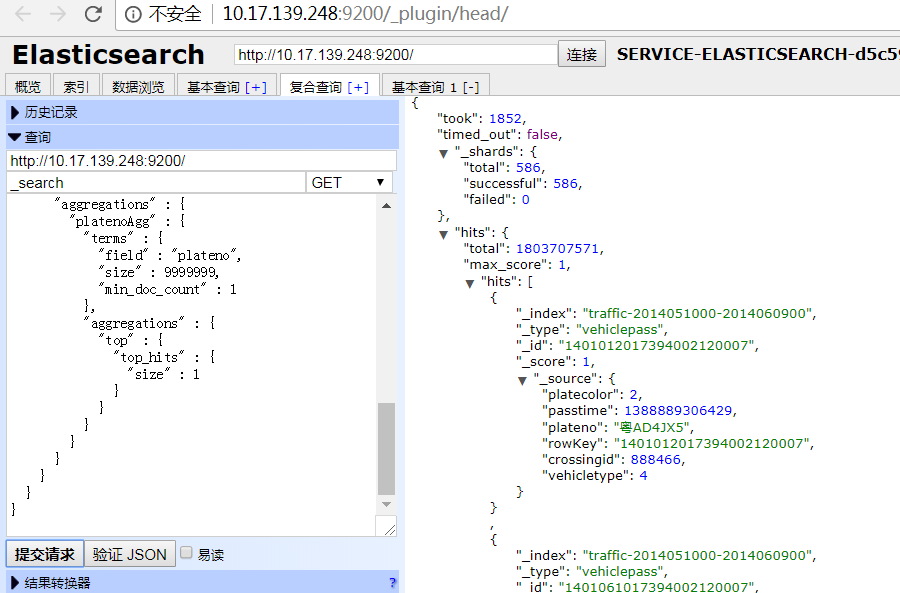 不安全 10.17.139.248:9200/_plugin/head/
Elasticsearch http://10.17.139.248:9200/ 连接 SERVICE-ELASTICSEARCH-d5c59
概览 索引 数据浏览 基本查询 [+] 复合查询 [+] 基本查询 1 [-]
历史记录
查询
http://10.17.139.248:9200/
_search GET
"aggregations" : {
"platenoAgg" : {
"terms" : {
"field" : "plateno",
"size" : 9999999,
"min_doc_count" : 1
},
"aggregations" : {
"top" : {
"top_hits" : {
"size" : 1
}
}
}
}
}
}
}
}
提交请求 验证 JSON 易读
结果转换器 ?
{
"took": 1852,
"timed_out": false,
"_shards": {
"total": 586,
"successful": 586,
"failed": 0
},
"hits": {
"total": 1803707571,
"max_score": 1,
"hits": [
{
"_index": "traffic-2014051000-2014060900",
"_type": "vehiclepass",
"_id": "1401012017394002120007",
"_score": 1,
"_source": {
"platecolor": 2,
"passtime": 1388889306429,
"plateno": "粤AD4JX5",
"rowKey": "1401012017394002120007",
"crossingid": 888466,
"vehicletype": 4
}
}
,
{
"_index": "traffic-2014051000-2014060900",
"_type": "vehiclepass",
"_id": "1401061017394002120007",